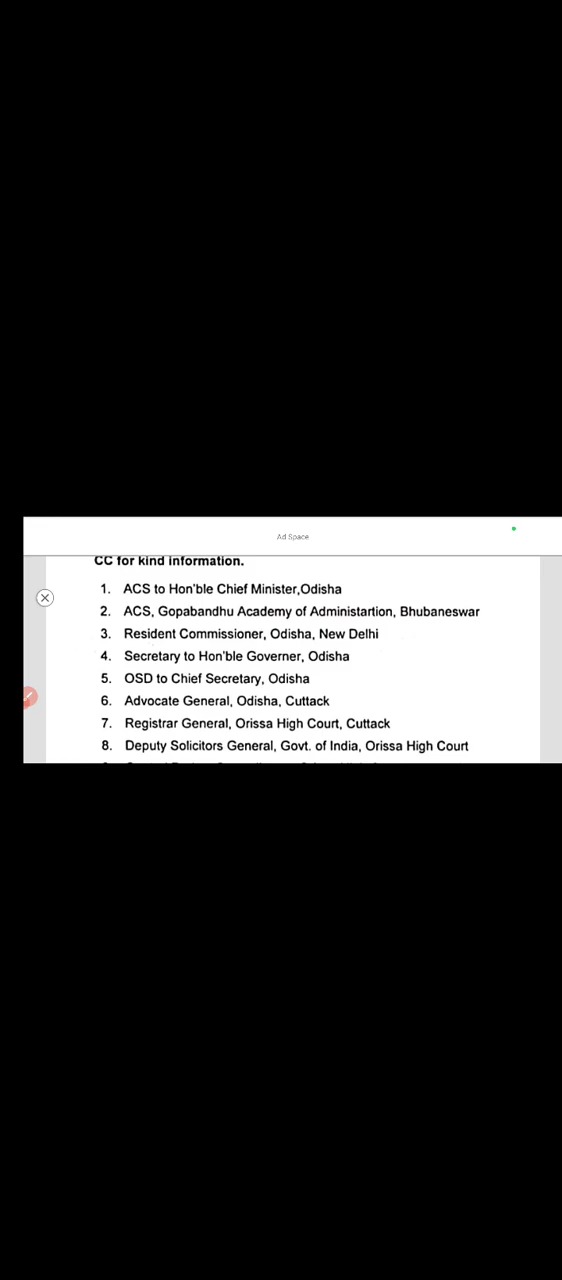 Ad Space
CC for kind information.
1. ACS to Hon'ble Chief Minister,Odisha
2. ACS, Gopabandhu Academy of Administartion, Bhubaneswar
3. Resident Commissioner, Odisha, New Delhi
4. Secretary to Hon'ble Governer, Odisha
5. OSD to Chief Secretary, Odisha
6. Advocate General, Odisha, Cuttack
7. Registrar General, Orissa High Court, Cuttack
8. Deputy Solicitors General, Govt. of India, Orissa High Court